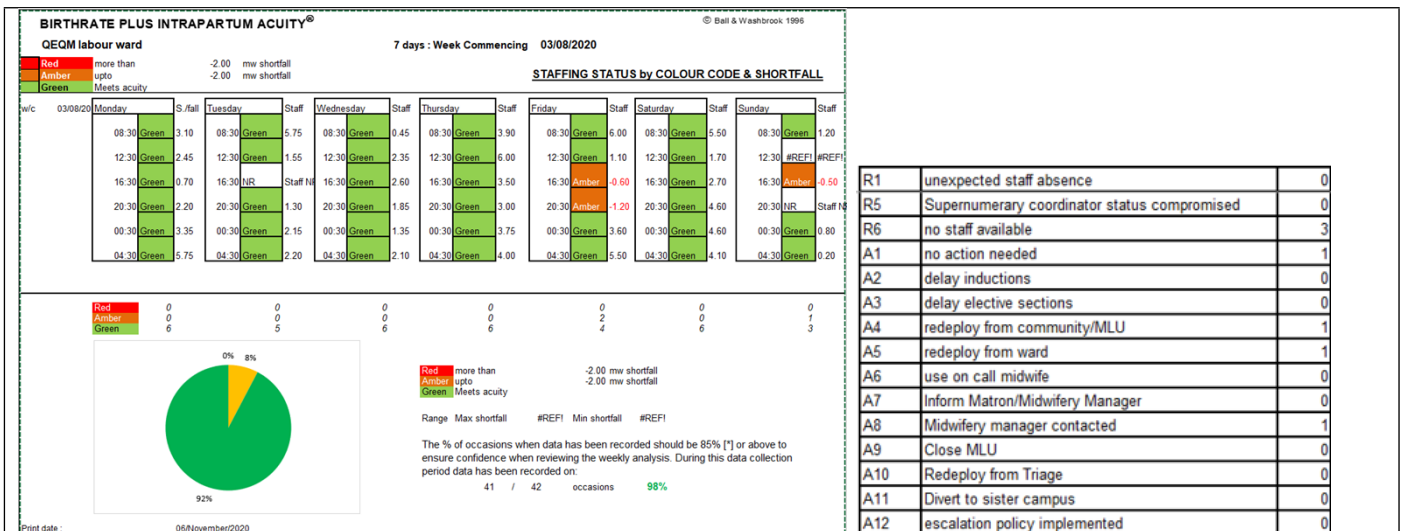 BIRTHRATE PLUS INTRAPARTUM ACUITY®
© Ball & Washbrook 1996
QEQM labour ward 7 days : Week Commencing 03/08/2020
Red more than -2.00 mw shortfall
Amber upto -2.00 mw shortfall
Green Meets acuity
STAFFING STATUS by COLOUR CODE & SHORTFALL
w/c 03/08/20 Monday S./fall Tuesday Staff Wednesday Staff Thursday Staff Friday Staff Saturday Staff Sunday Staff
08:30 Green 3.10 08:30 Green 5.75 08:30 Green 0.45 08:30 Green 3.90 08:30 Green 6.00 08:30 Green 5.50 08:30 Green 1.20
12:30 Green 2.45 12:30 Green 1.55 12:30 Green 2.35 12:30 Green 6.00 12:30 Green 1.10 12:30 Green 1.70 12:30 #REF! #REF!
16:30 Green 0.70 16:30 NR Staff NR 16:30 Green 2.60 16:30 Green 3.50 16:30 Amber -0.60 16:30 Green 2.70 16:30 Amber -0.50
20:30 Green 2.20 20:30 Green 1.30 20:30 Green 1.85 20:30 Green 3.00 20:30 Amber -1.20 20:30 Green 4.60 20:30 NR Staff
00:30 Green 3.35 00:30 Green 2.15 00:30 Green 1.35 00:30 Green 3.75 00:30 Green 3.60 00:30 Green 4.60 00:30 Green 0.80
04:30 Green 5.75 04:30 Green 2.20 04:30 Green 2.10 04:30 Green 4.00 04:30 Green 5.50 04:30 Green 4.10 04:30 Green 0.20
Red 0 0 0 0 0 0 0
Amber 0 0 0 0 2 0 1
Green 6 5 6 6 4 6 3
0% 8%
92%
Red more than -2.00 mw shortfall
Amber upto -2.00 mw shortfall
Green Meets acuity
Range Max shortfall #REF! Min shortfall #REF!
The % of occasions when data has been recorded should be 85% [*] or above to
ensure confidence when reviewing the weekly analysis. During this data collection
period data has been recorded on:
41 / 42 occasions 98%
Print date : 06/November/2020
R1 unexpected staff absence 0
R5 Supernumerary coordinator status compromised 0
R6 no staff available 3
A1 no action needed 1
A2 delay inductions 0
A3 delay elective sections 0
A4 redeploy from community/MLU 1
A5 redeploy from ward 1
A6 use on call midwife 0
A7 Inform Matron/Midwifery Manager 0
A8 Midwifery manager contacted 1
A9 Close MLU 0
A10 Redeploy from Triage 0
A11 Divert to sister campus 0
A12 escalation policy implemented 0